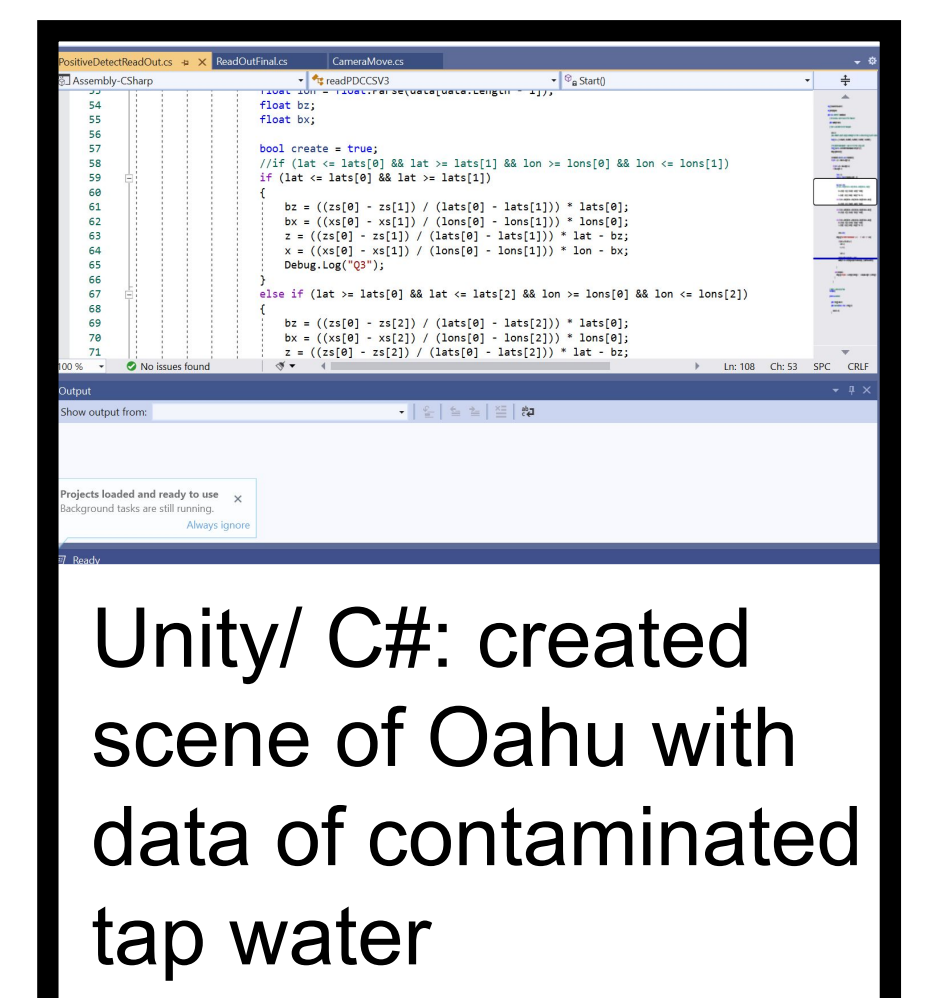 PositiveDetectReadOut.cs ReadOutFinal.cs CameraMove.cs
Assembly-CSharp readPDCCSV3 Start()
53 float lon = float.Parse(data[data.Length - 1]);
54 float bz;
55 float bx;
56
57 bool create = true;
58 //if (lat <= lats[0] && lat >= lats[1] && lon >= lons[0] && lon <= lons[1])
59 if (lat <= lats[0] && lat >= lats[1])
60 {
61 bz = ((zs[0] - zs[1]) / (lats[0] - lats[1])) * lats[0];
62 bx = ((xs[0] - xs[1]) / (lons[0] - lons[1])) * lons[0];
63 z = ((zs[0] - zs[1]) / (lats[0] - lats[1])) * lat - bz;
64 x = ((xs[0] - xs[1]) / (lons[0] - lons[1])) * lon - bx;
65 Debug.Log("Q3");
66 }
67 else if (lat >= lats[0] && lat <= lats[2] && lon >= lons[0] && lon <= lons[2])
68 {
69 bz = ((zs[0] - zs[2]) / (lats[0] - lats[2])) * lats[0];
70 bx = ((xs[0] - xs[2]) / (lons[0] - lons[2])) * lons[0];
71 z = ((zs[0] - zs[2]) / (lats[0] - lats[2])) * lat - bz;
100 % No issues found Ln: 108 Ch: 53 SPC CRLF
Output
Show output from:
Projects loaded and ready to use
Background tasks are still running.
Always ignore
Ready
Unity/ C#: created
scene of Oahu with
data of contaminated
tap water